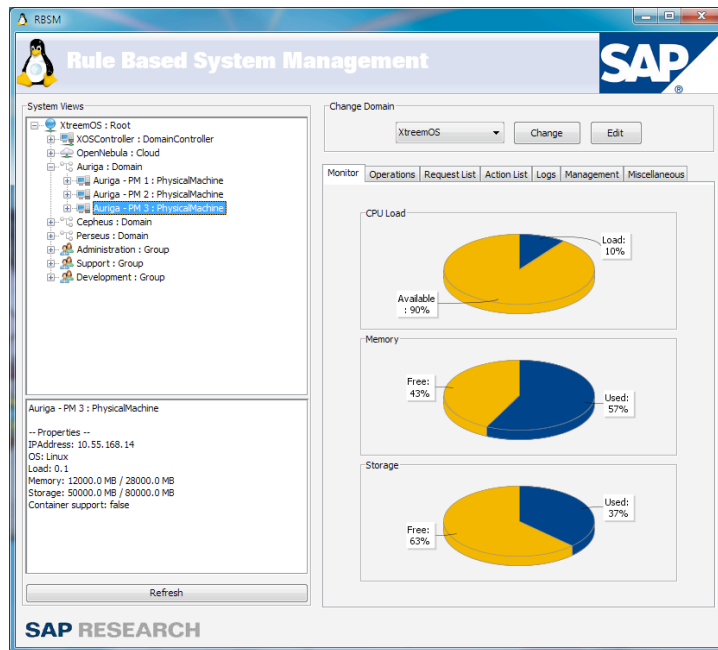 RBSM
Rule Based System Management
SAP
®
System Views
XtreemOS : Root
XOSController : DomainController
OpenNebula : Cloud
Auriga : Domain
Auriga - PM 1 : PhysicalMachine
Auriga - PM 2 : PhysicalMachine
Auriga - PM 3 : PhysicalMachine
Cepheus : Domain
Perseus : Domain
Administration : Group
Support : Group
Development : Group
Auriga - PM 3 : PhysicalMachine
-- Properties --
IPAddress: 10.55.168.14
OS: Linux
Load: 0.1
Memory: 12000.0 MB / 28000.0 MB
Storage: 50000.0 MB / 80000.0 MB
Container support: false
Refresh
Change Domain
XtreemOS Change Edit
Monitor Operations Request List Action List Logs Management Miscellaneous
CPU Load
Load:
10%
Available
: 90%
Memory
Free:
43%
Used:
57%
Storage
Used:
37%
Free:
63%
SAP RESEARCH